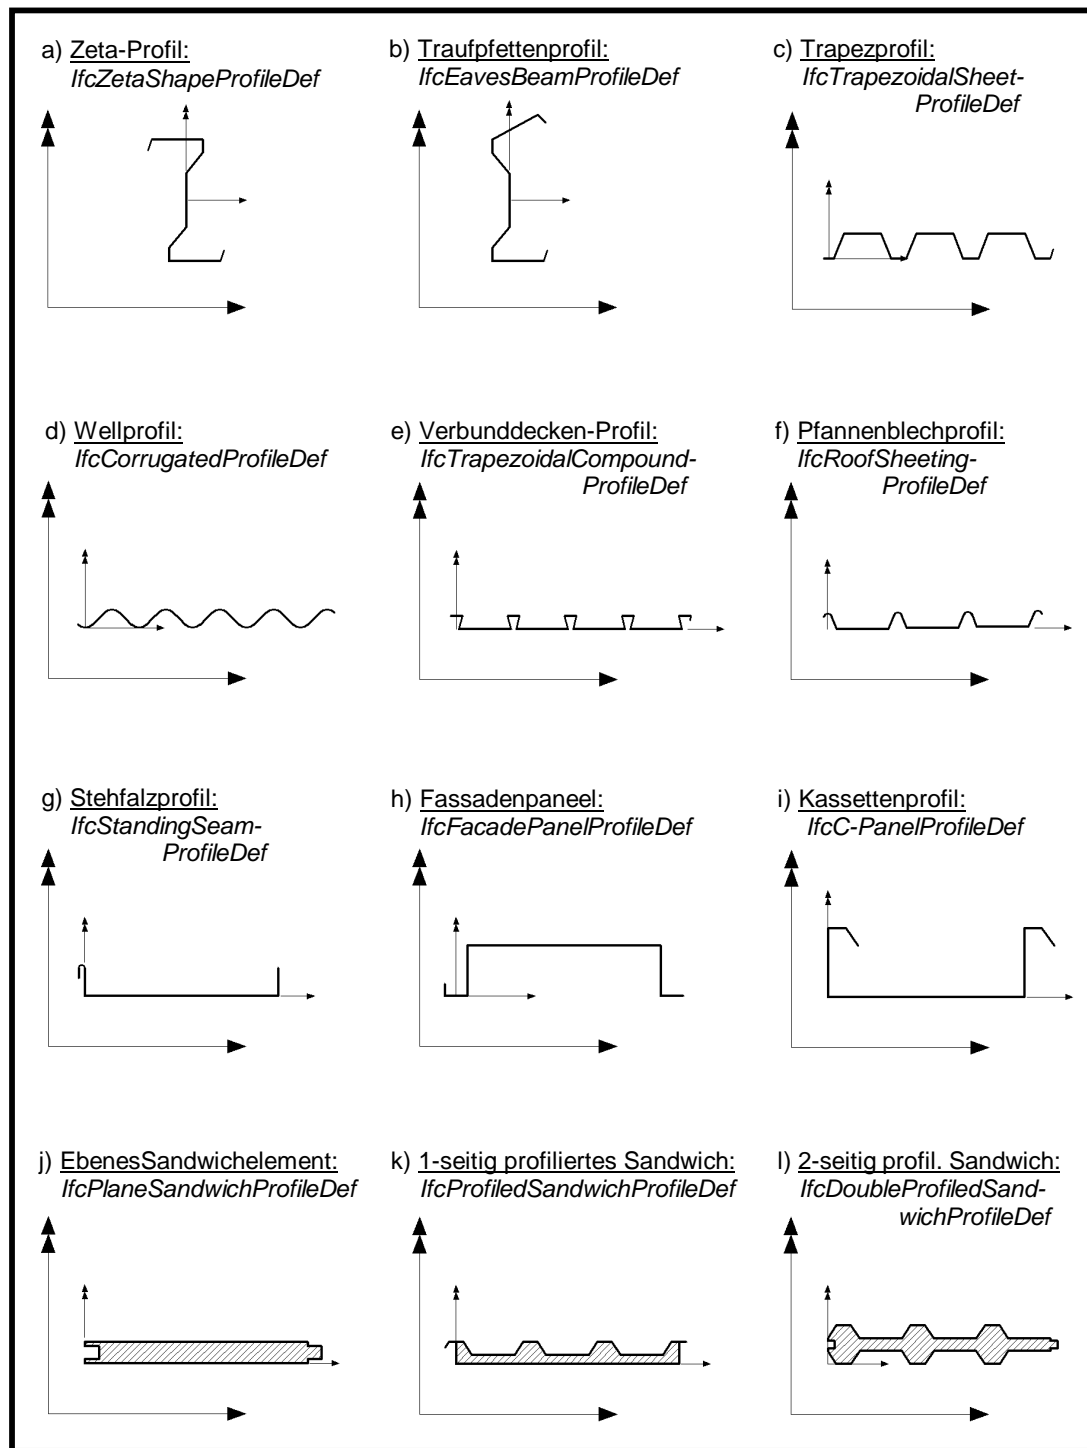 a) Zeta-Profil:
IfcZetaShapeProfileDef
b) Traufpfettenprofil:
IfcEavesBeamProfileDef
c) Trapezprofil:
IfcTrapezoidalSheet-
ProfileDef
d) Wellprofil:
IfcCorrugatedProfileDef
e) Verbunddecken-Profil:
IfcTrapezoidalCompound-
ProfileDef
f) Pfannenblechprofil:
IfcRoofSheeting-
ProfileDef
g) Stehfalzprofil:
IfcStandingSeam-
ProfileDef
h) Fassadenpaneel:
IfcFacadePanelProfileDef
i) Kassettenprofil:
IfcC-PanelProfileDef
j) EbenesSandwichelement:
IfcPlaneSandwichProfileDef
k) 1-seitig profiliertes Sandwich:
IfcProfiledSandwichProfileDef
l) 2-seitig profil. Sandwich:
IfcDoubleProfiledSand-
wichProfileDef